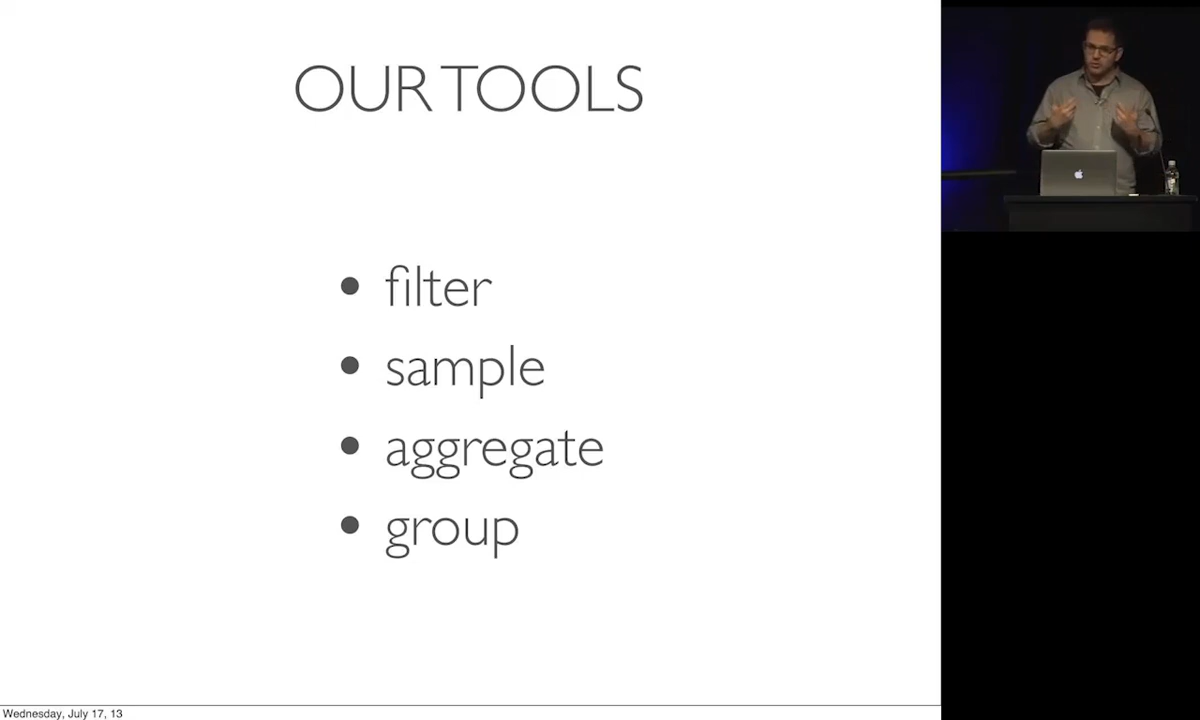 OUR TOOLS
• filter
• sample
• aggregate
• group
Wednesday, July 17, 13